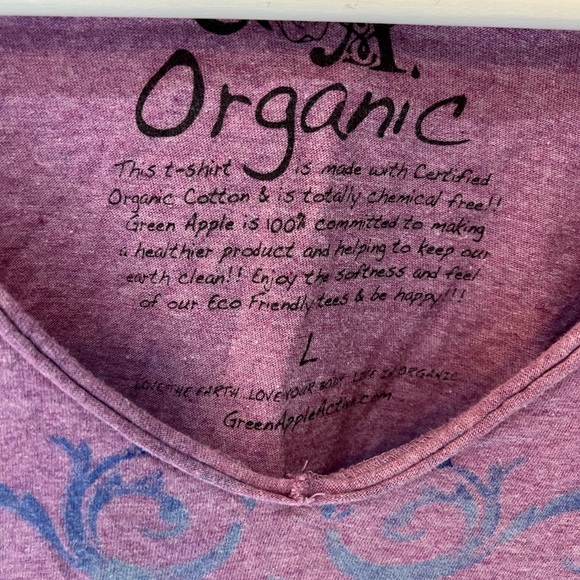 Organic
This t-shirt is made with Certified
Organic Cotton & is totally chemical free!!
Green Apple is 100% committed to making
a healthier product and helping to keep our
earth clean!! Enjoy the softness and feel
of our Eco Friendly tees & be happy!!!
L
LOVE THE EARTH. LOVE YOUR BODY. LIVE IN ORGANIC
GreenAppleActive.com